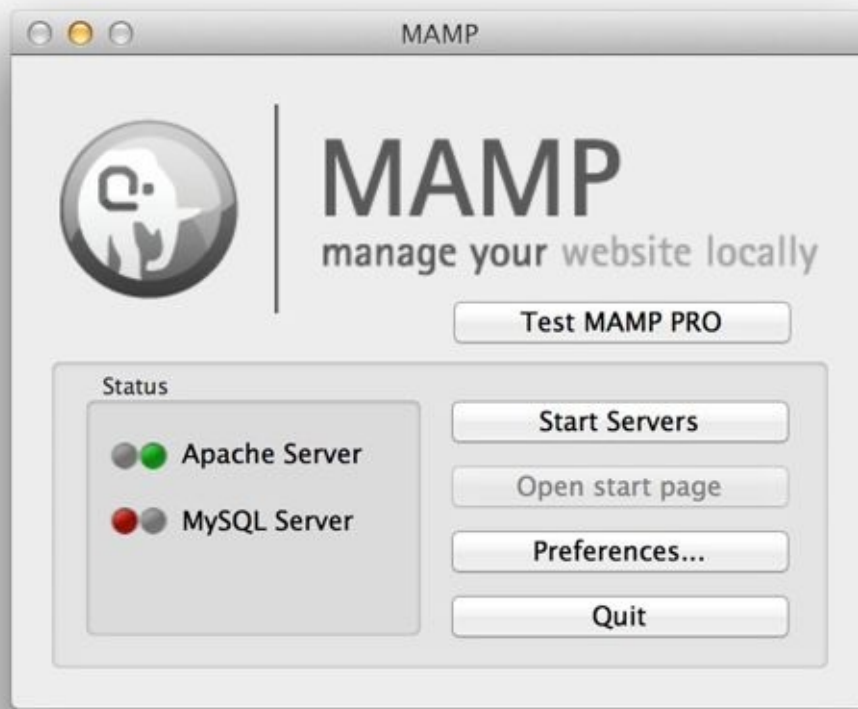 MAMP
MAMP
manage your website locally
Test MAMP PRO
Status
Apache Server
MySQL Server
Start Servers
Open start page
Preferences...
Quit